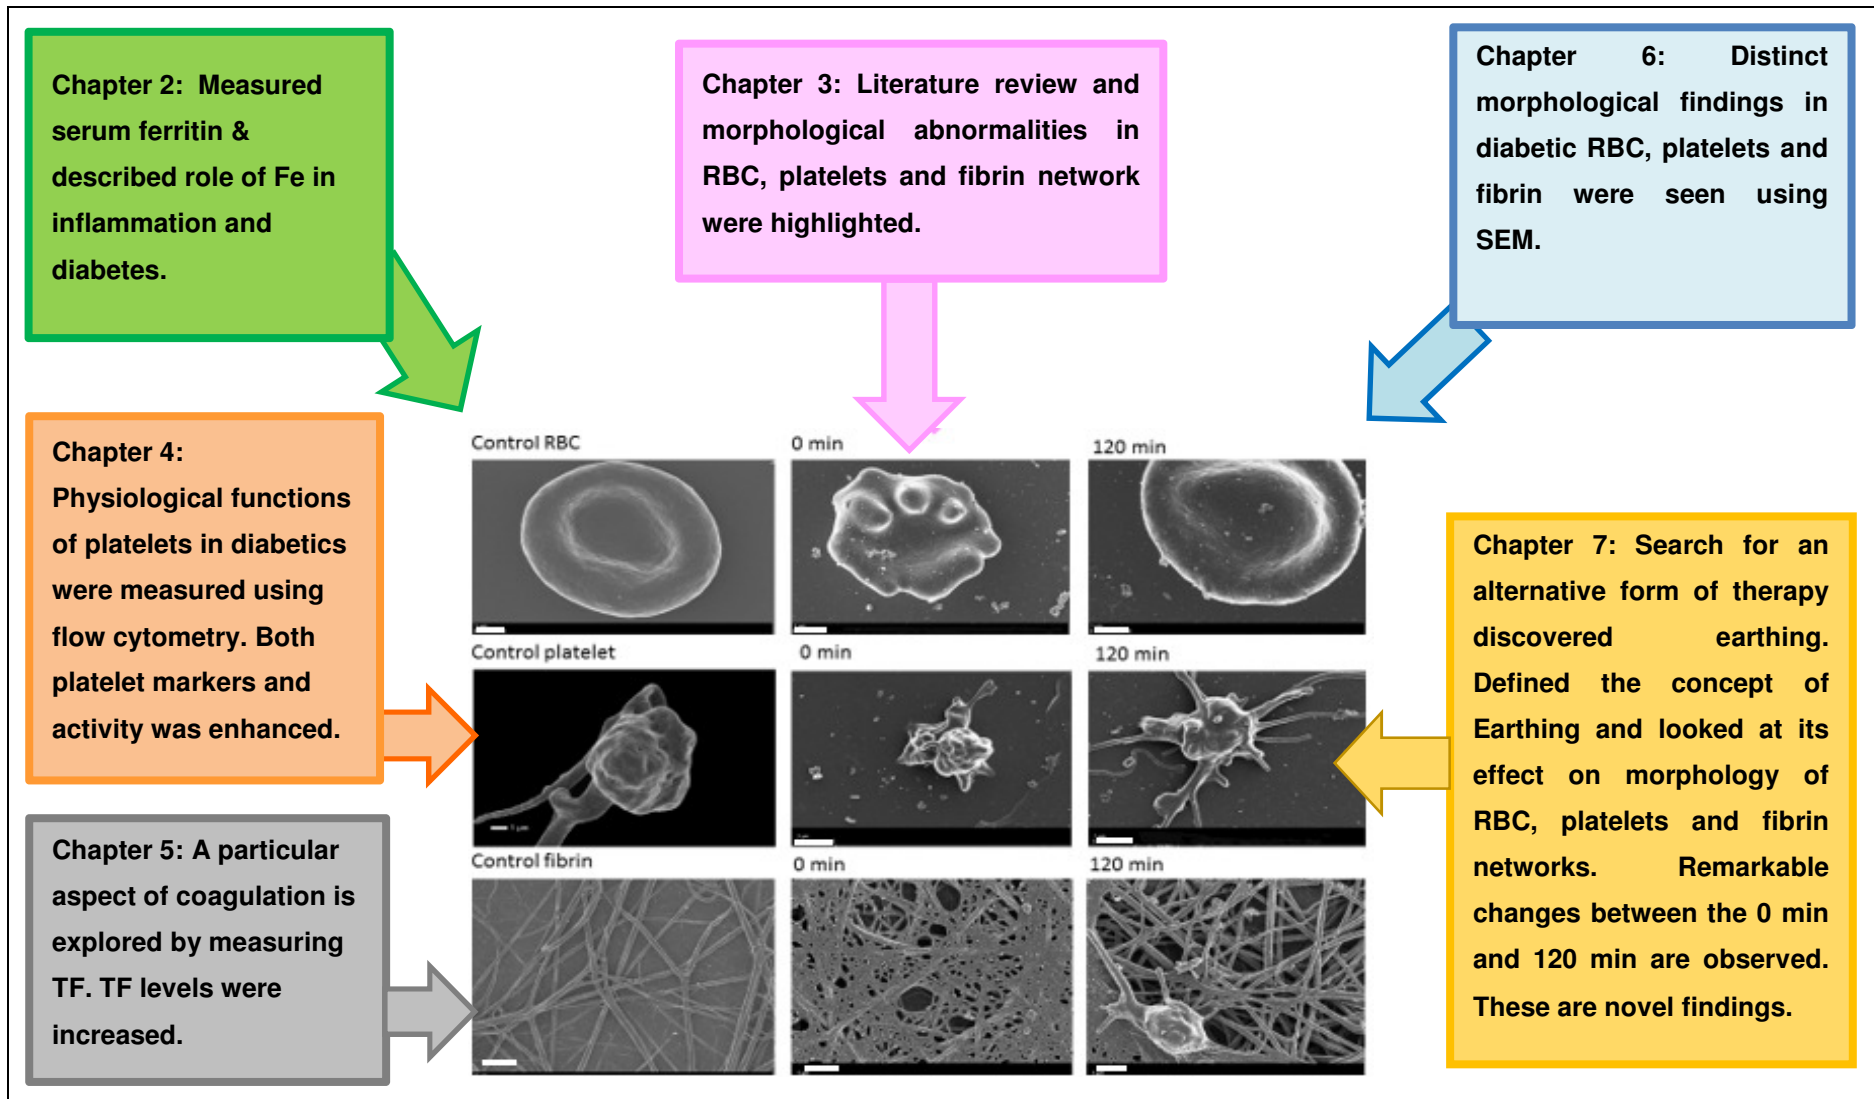 Chapter 2: Measured
serum ferritin &
described role of Fe in
inflammation and
diabetes.
Chapter 3: Literature review and
morphological abnormalities in
RBC, platelets and fibrin network
were highlighted.
Chapter 6: Distinct
morphological findings in
diabetic RBC, platelets and
fibrin were seen using
SEM.
Chapter 4:
Physiological functions
of platelets in diabetics
were measured using
flow cytometry. Both
platelet markers and
activity was enhanced.
Chapter 5: A particular
aspect of coagulation is
explored by measuring
TF. TF levels were
increased.
Control RBC
0 min
120 min
Control platelet
0 min
120 min
1 µm
Control fibrin
0 min
120 min
Chapter 7: Search for an
alternative form of therapy
discovered earthing.
Defined the concept of
Earthing and looked at its
effect on morphology of
RBC, platelets and fibrin
networks. Remarkable
changes between the 0 min
and 120 min are observed.
These are novel findings.